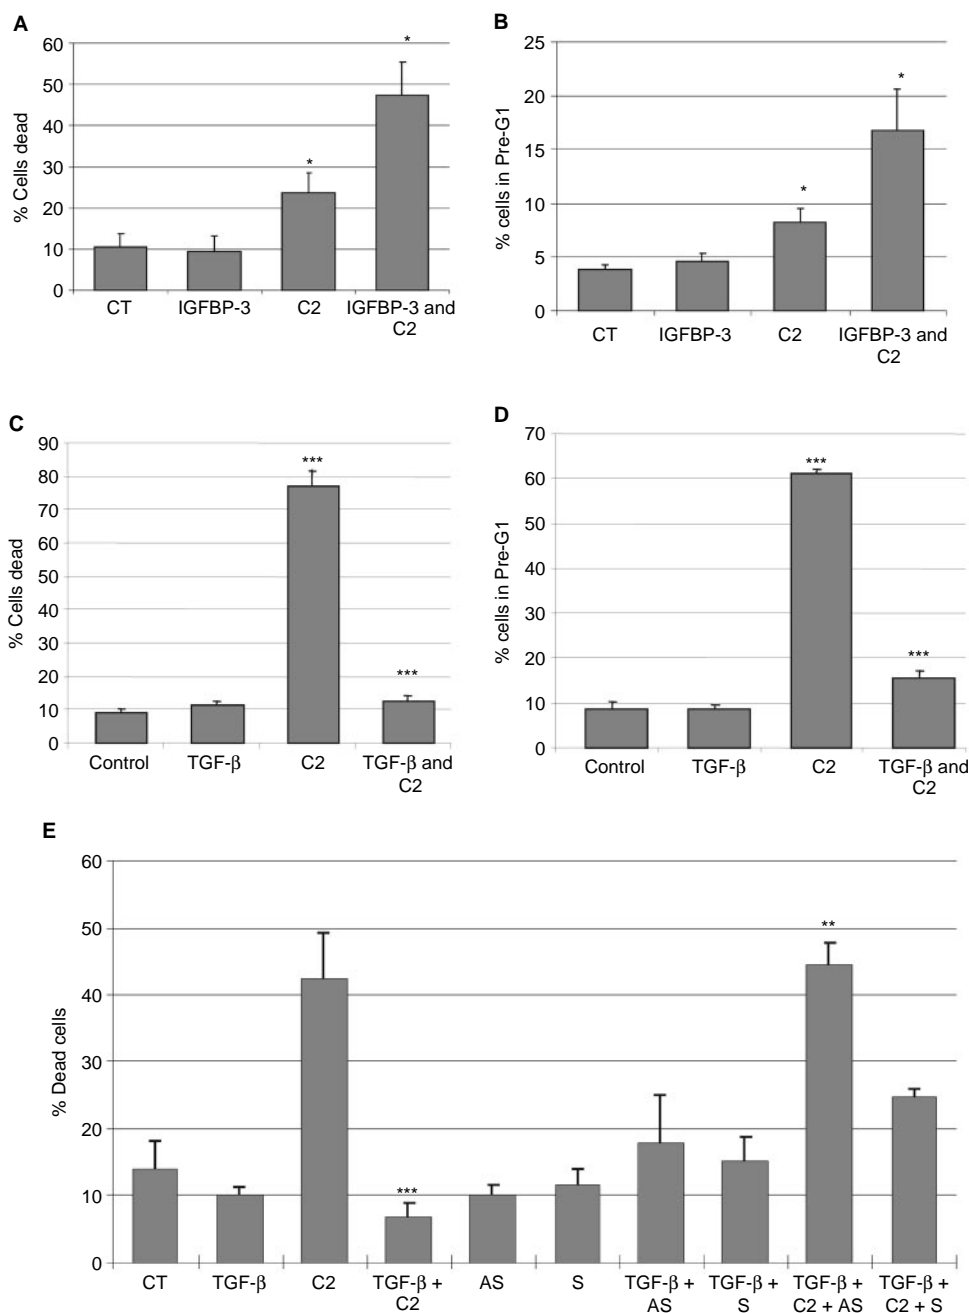 A
60
50
40
30
20
10
0
% Cells dead
*
*
CT
IGFBP-3
C2
IGFBP-3 and
C2
B
25
20
15
10
5
0
% cells in Pre-G1
*
*
CT
IGFBP-3
C2
IGFBP-3 and
C2
C
90
80
70
60
50
40
30
20
10
0
% Cells dead
***
***
Control
TGF-β
C2
TGF-β and
C2
D
70
60
50
40
30
20
10
0
% cells in Pre-G1
***
***
Control
TGF-β
C2
TGF-β and
C2
E
60
50
40
30
20
10
0
% Dead cells
***
**
CT
TGF-β
C2
TGF-β +
C2
AS
S
TGF-β +
AS
TGF-β +
S
TGF-β +
C2 + AS
TGF-β +
C2 + S